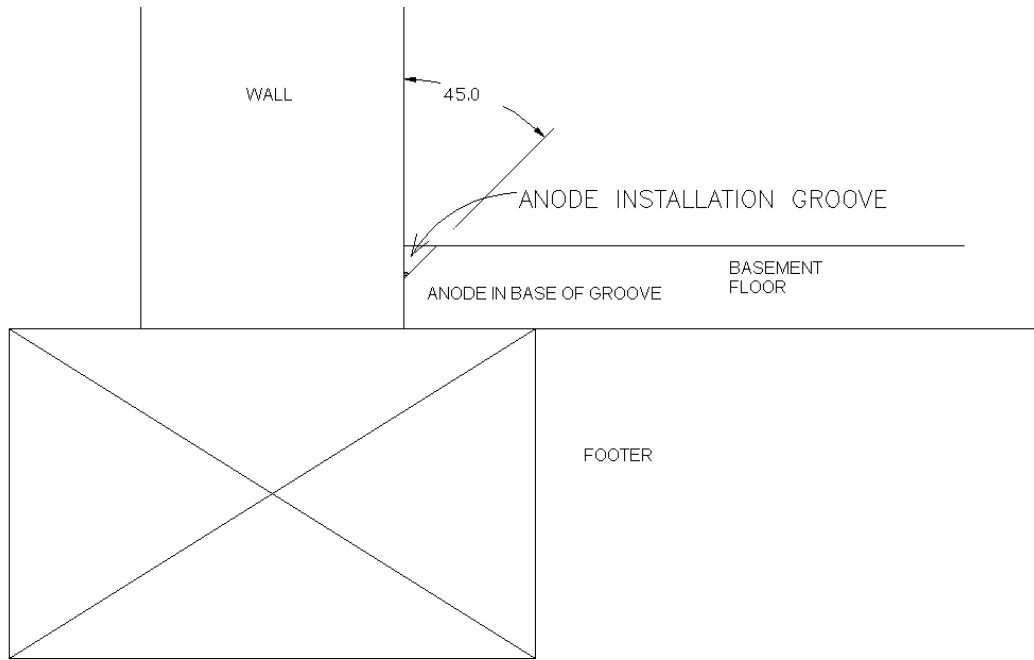 WALL
45.0
ANODE INSTALLATION GROOVE
BASEMENT
FLOOR
ANODE IN BASE OF GROOVE
FOOTER